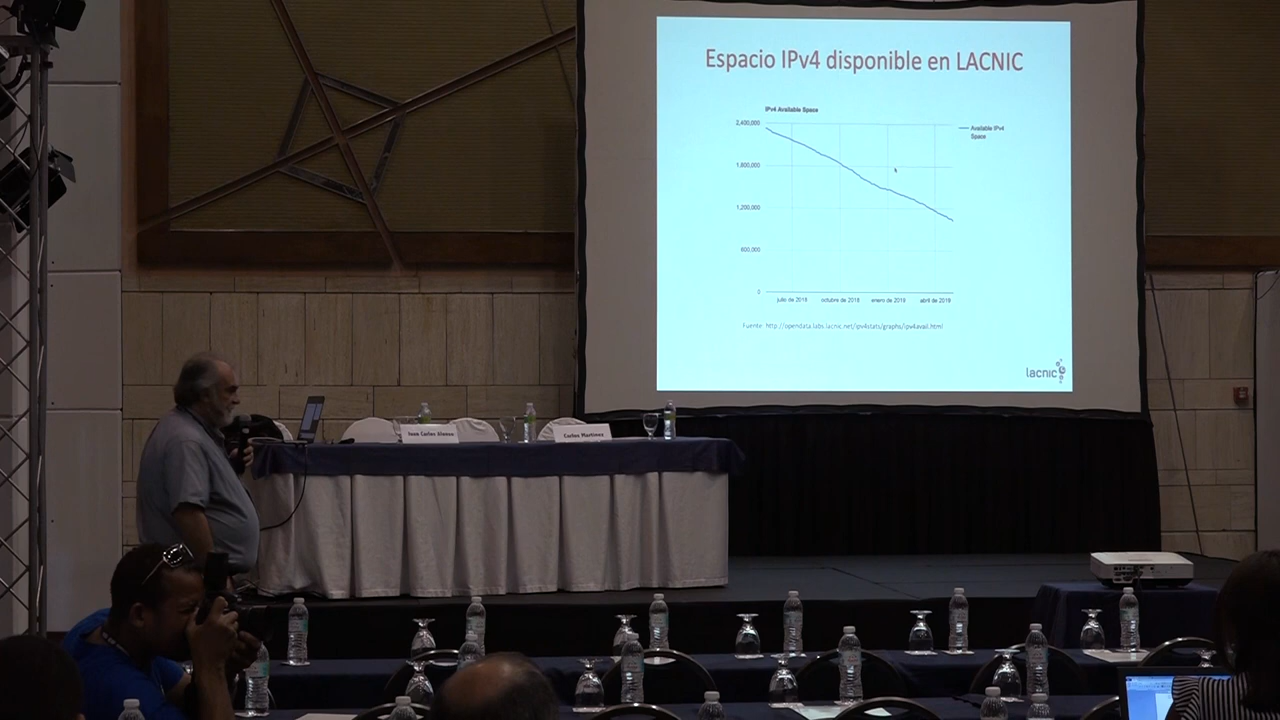 Espacio IPv4 disponible en LACNIC
IPv4 Available Space
2,400,000
1,800,000
1,200,000
600,000
0
Available IPv4
Space
julio de 2018
octubre de 2018
enero de 2019
abril de 2019
Fuente: http://opendata.labs.lacnic.net/ipv4stats/graphs/ipv4avail.html
lacnic
Juan Carlos Alonso
Carlos Martinez